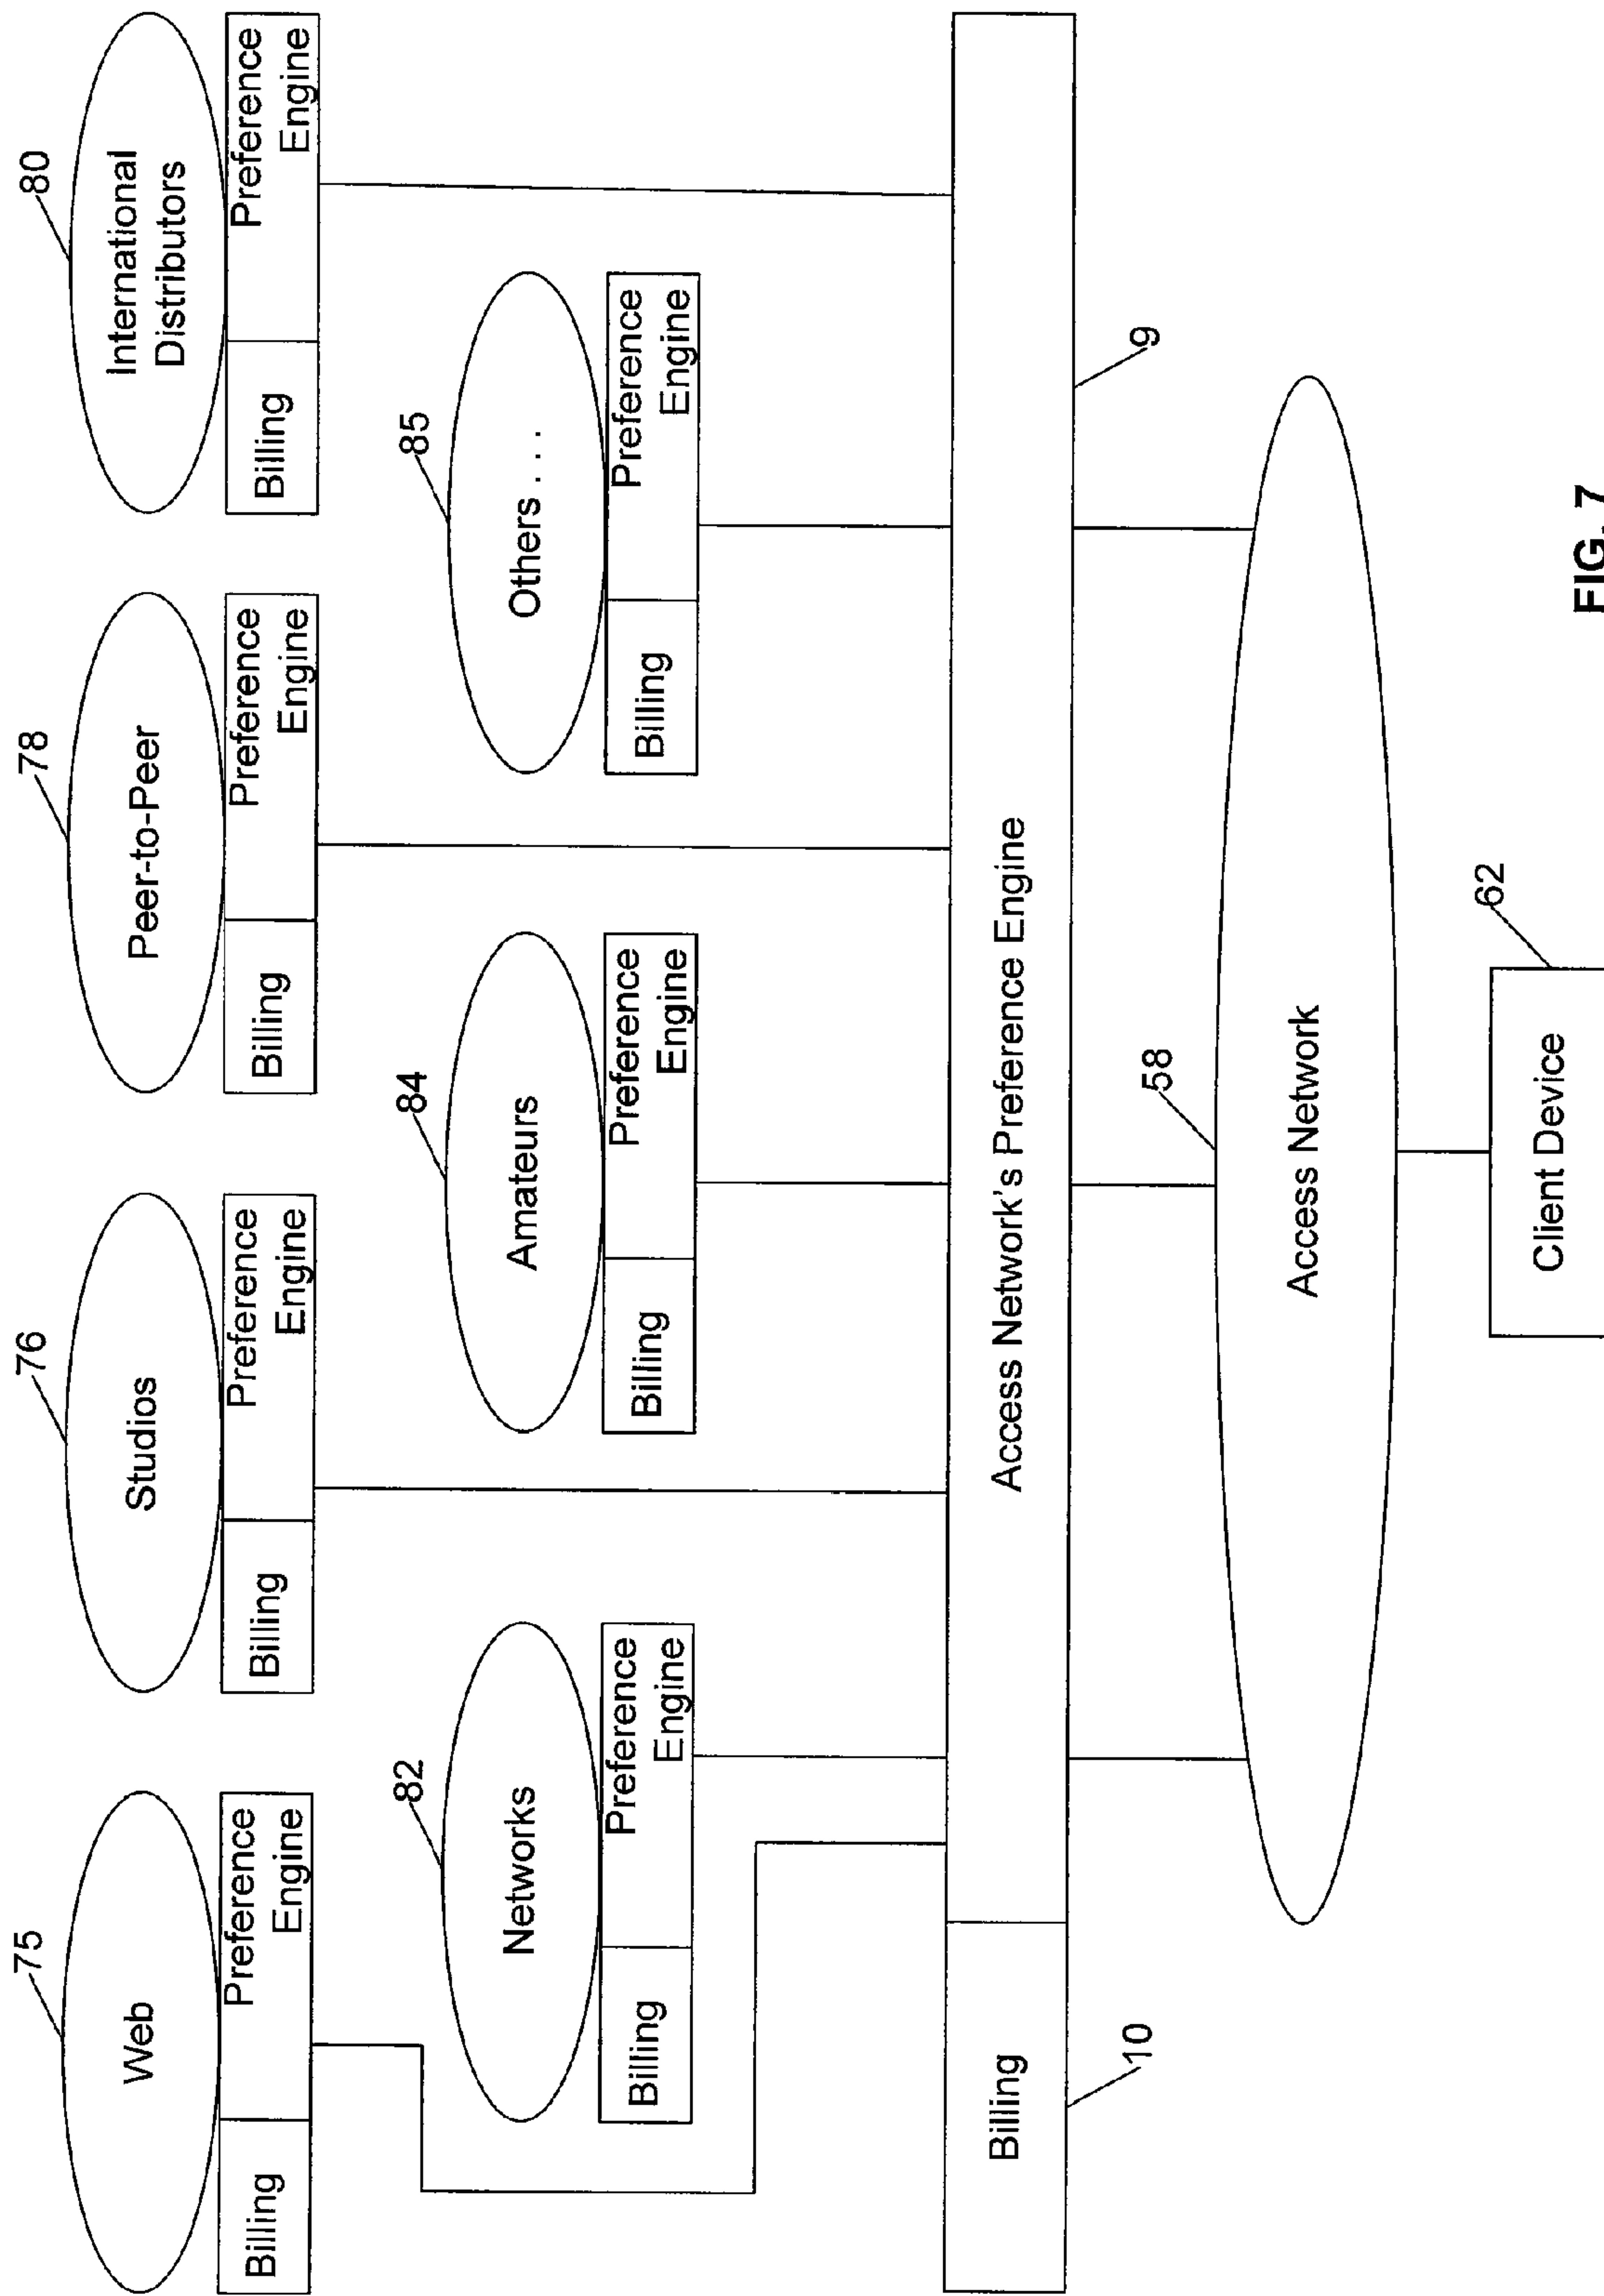 75
Web
Billing
Preference
Engine
76
Studios
Billing
Preference
Engine
78
Peer-to-Peer
Billing
Preference
Engine
80
International
Distributors
Billing
Preference
Engine
82
Networks
Billing
Preference
Engine
84
Amateurs
Billing
Preference
Engine
85
Others . . .
Billing
Preference
Engine
Billing
Access Network's Preference Engine
10
9
58
Access Network
62
Client Device
FIG. 7